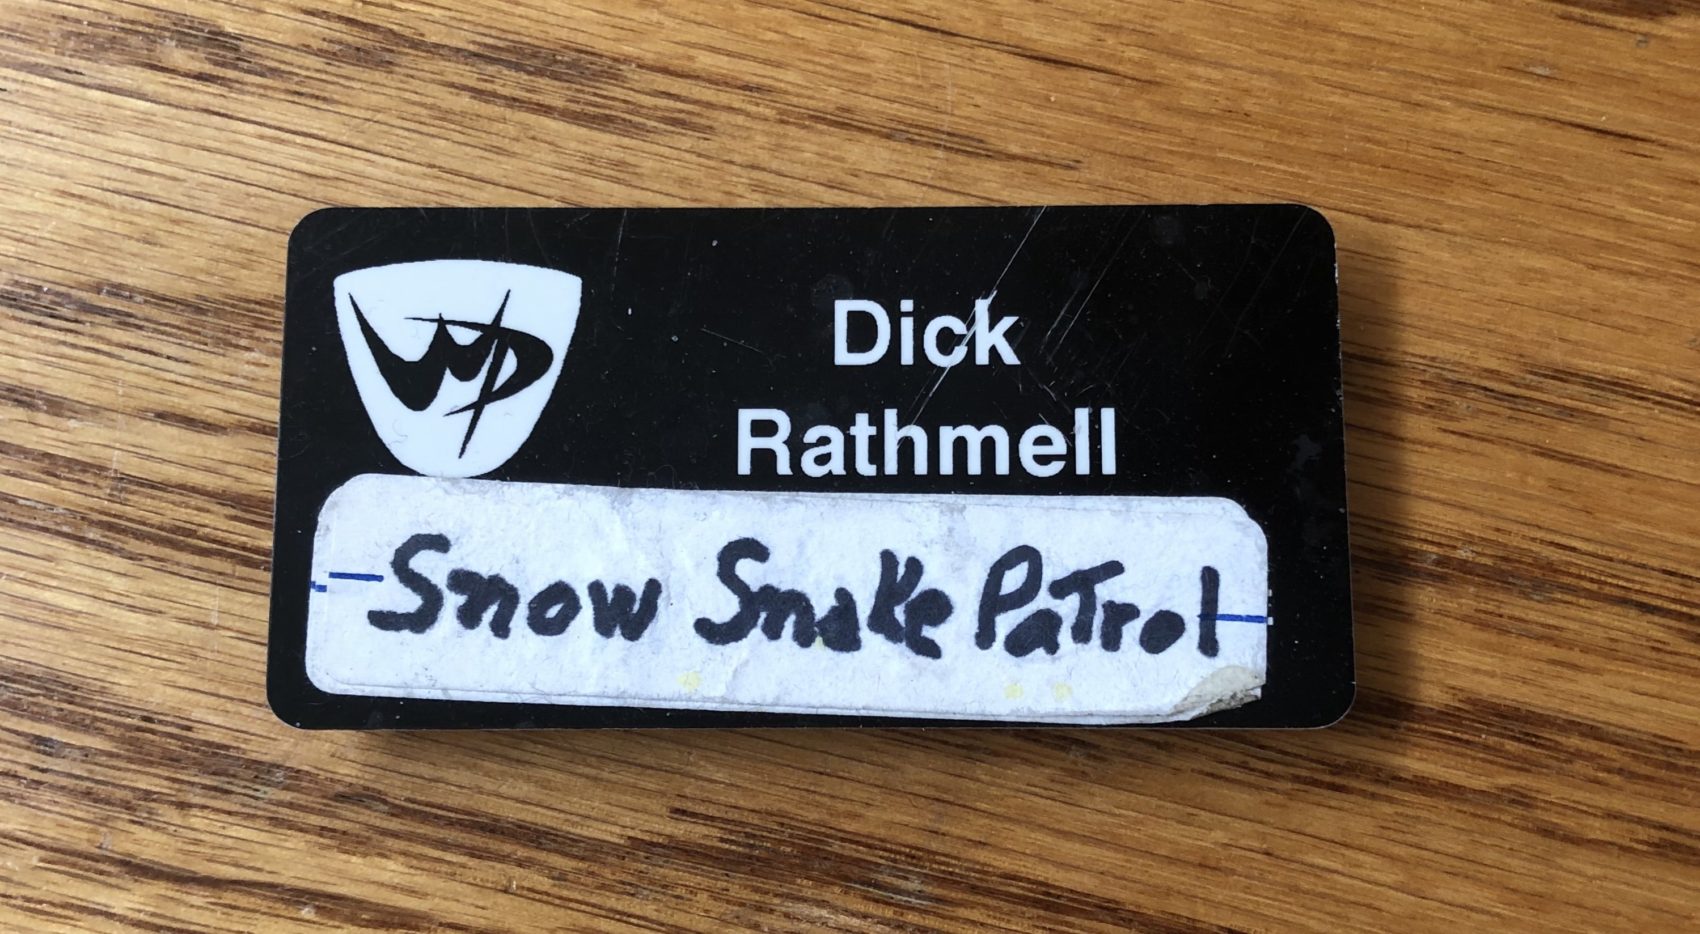 WP
Dick
Rathmell
Snow Snake PaTrol